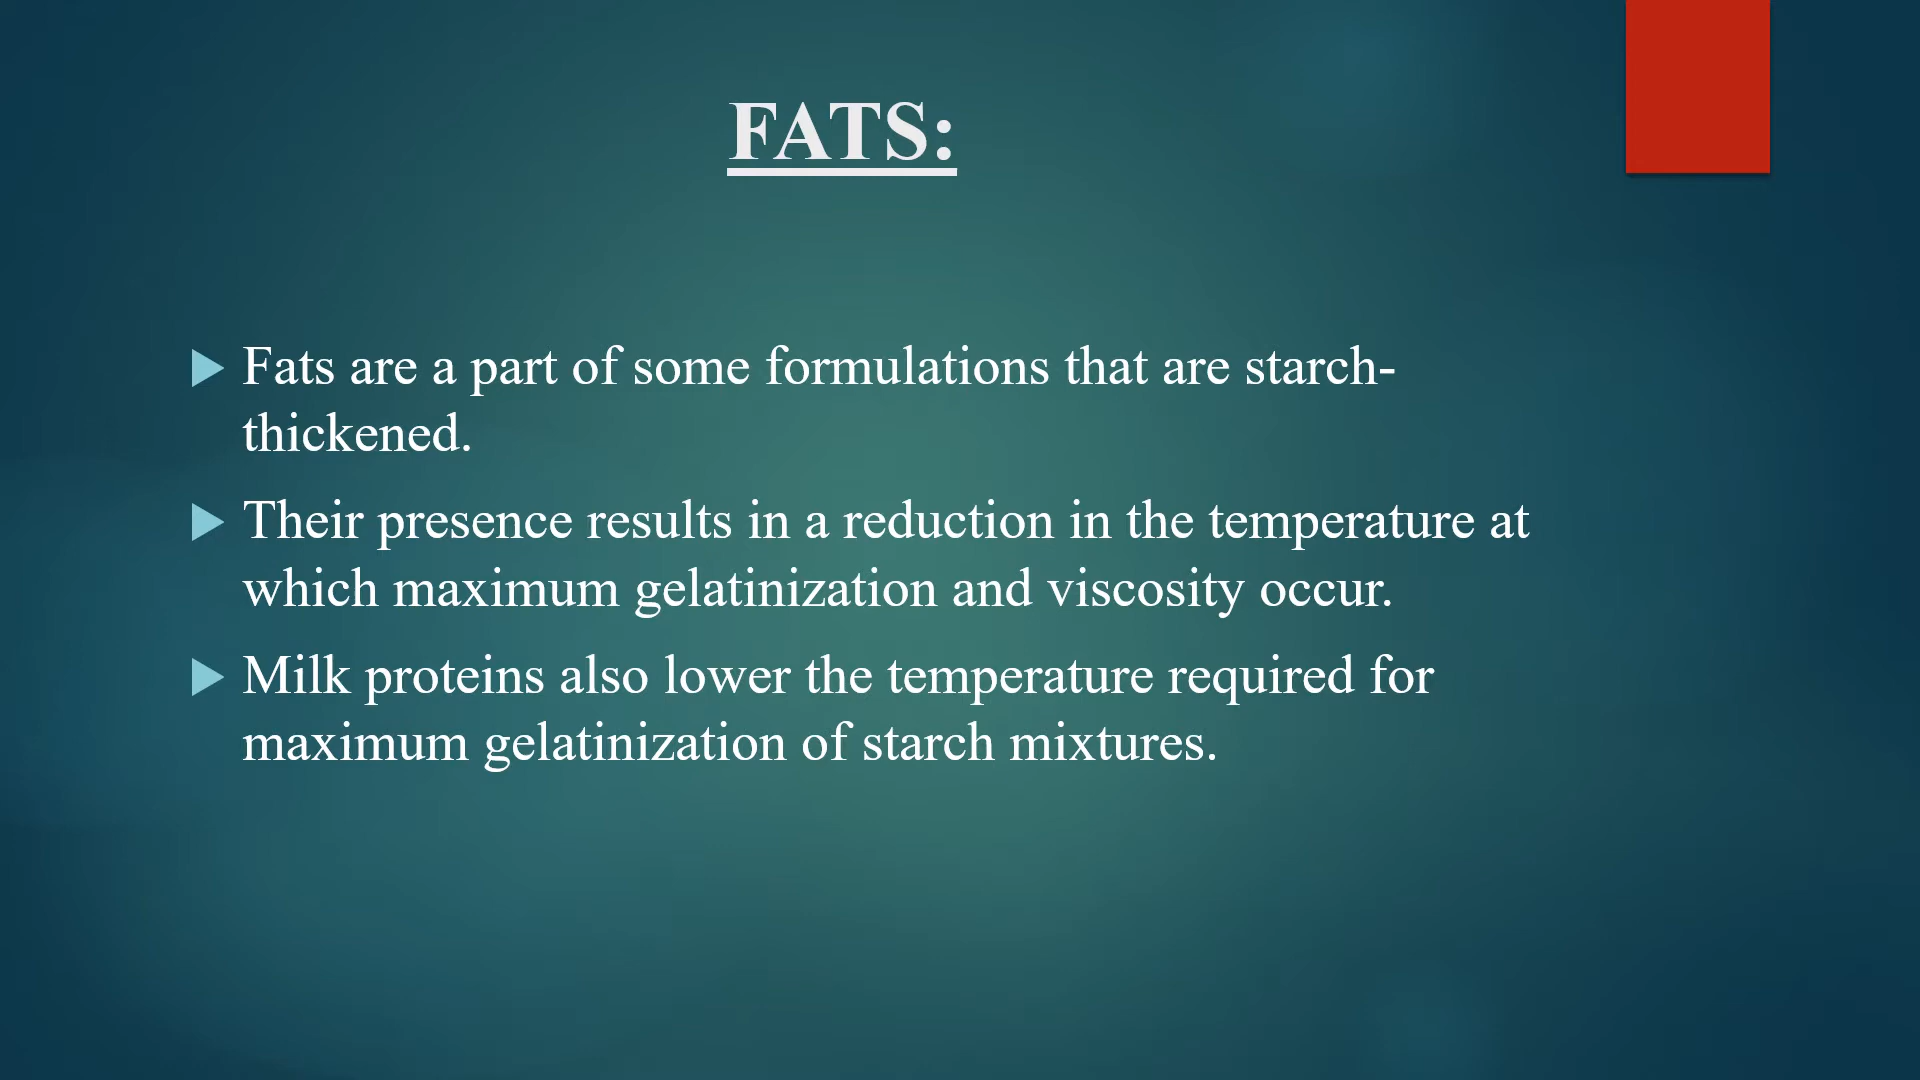 FATS:
Fats are a part of some formulations that are starch-
thickened.
Their presence results in a reduction in the temperature at
which maximum gelatinization and viscosity occur.
Milk proteins also lower the temperature required for
maximum gelatinization of starch mixtures.